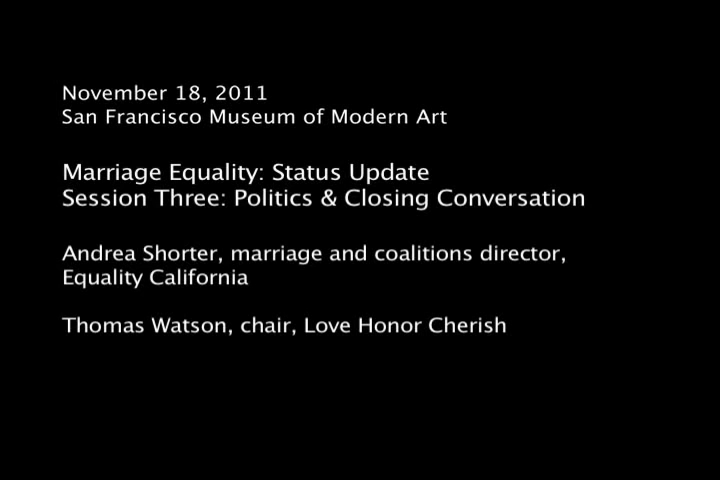 November 18, 2011
San Francisco Museum of Modern Art
Marriage Equality: Status Update
Session Three: Politics & Closing Conversation
Andrea Shorter, marriage and coalitions director,
Equality California
Thomas Watson, chair, Love Honor Cherish